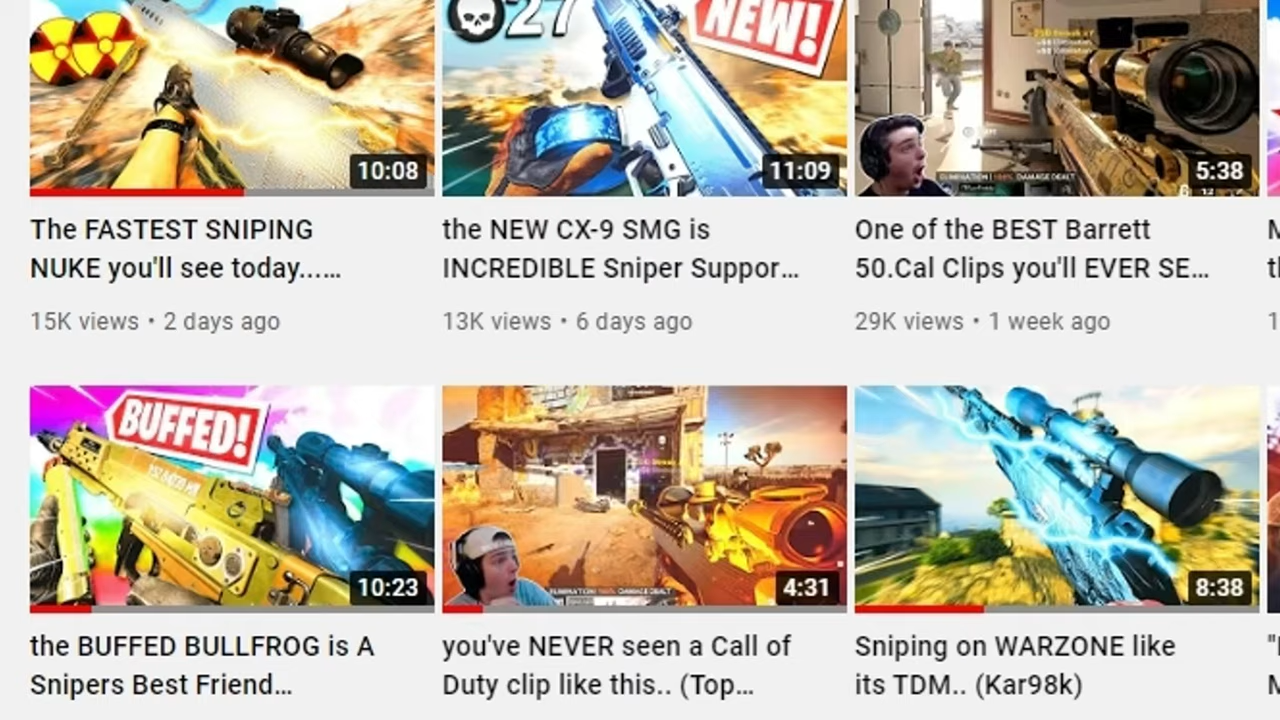 27
NEW!
10:08
11:09
5:38
The FASTEST SNIPING
NUKE you'll see today......
the NEW CX-9 SMG is
INCREDIBLE Sniper Suppor...
One of the BEST Barrett
50.Cal Clips you'll EVER SE...
M
th
15K views • 2 days ago
13K views • 6 days ago
29K views • 1 week ago
1
BUFFED!
10:23
4:31
8:38
the BUFFED BULLFROG is A
Snipers Best Friend...
you've NEVER seen a Call of
Duty clip like this.. (Top...
Sniping on WARZONE like
its TDM.. (Kar98k)